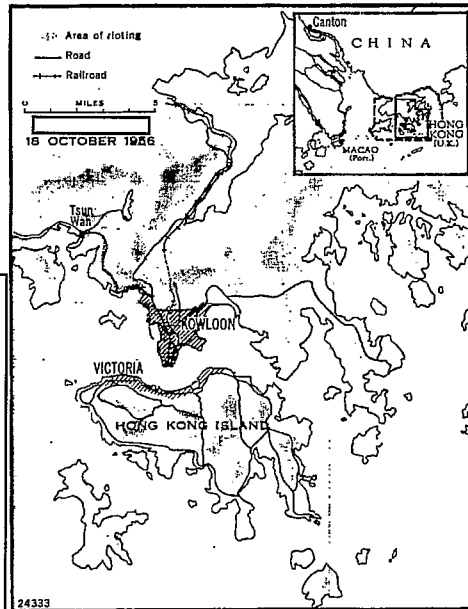 Area of rioting
Road
Railroad
0 MILES 5
18 OCTOBER 1956
Canton
CHINA
HONG
KONG
(U.K.)
MACAO
(Port.)
Tsun
Wan
KOWLOON
VICTORIA
HONG KONG ISLAND
24333